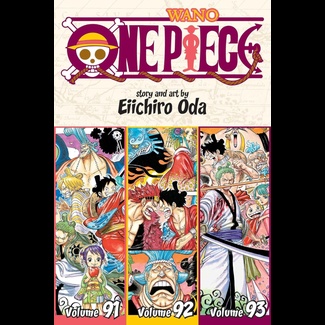 WANO
ONE PIECE
story and art by
Eiichiro Oda
Volume 91
Volume 92
Volume 93